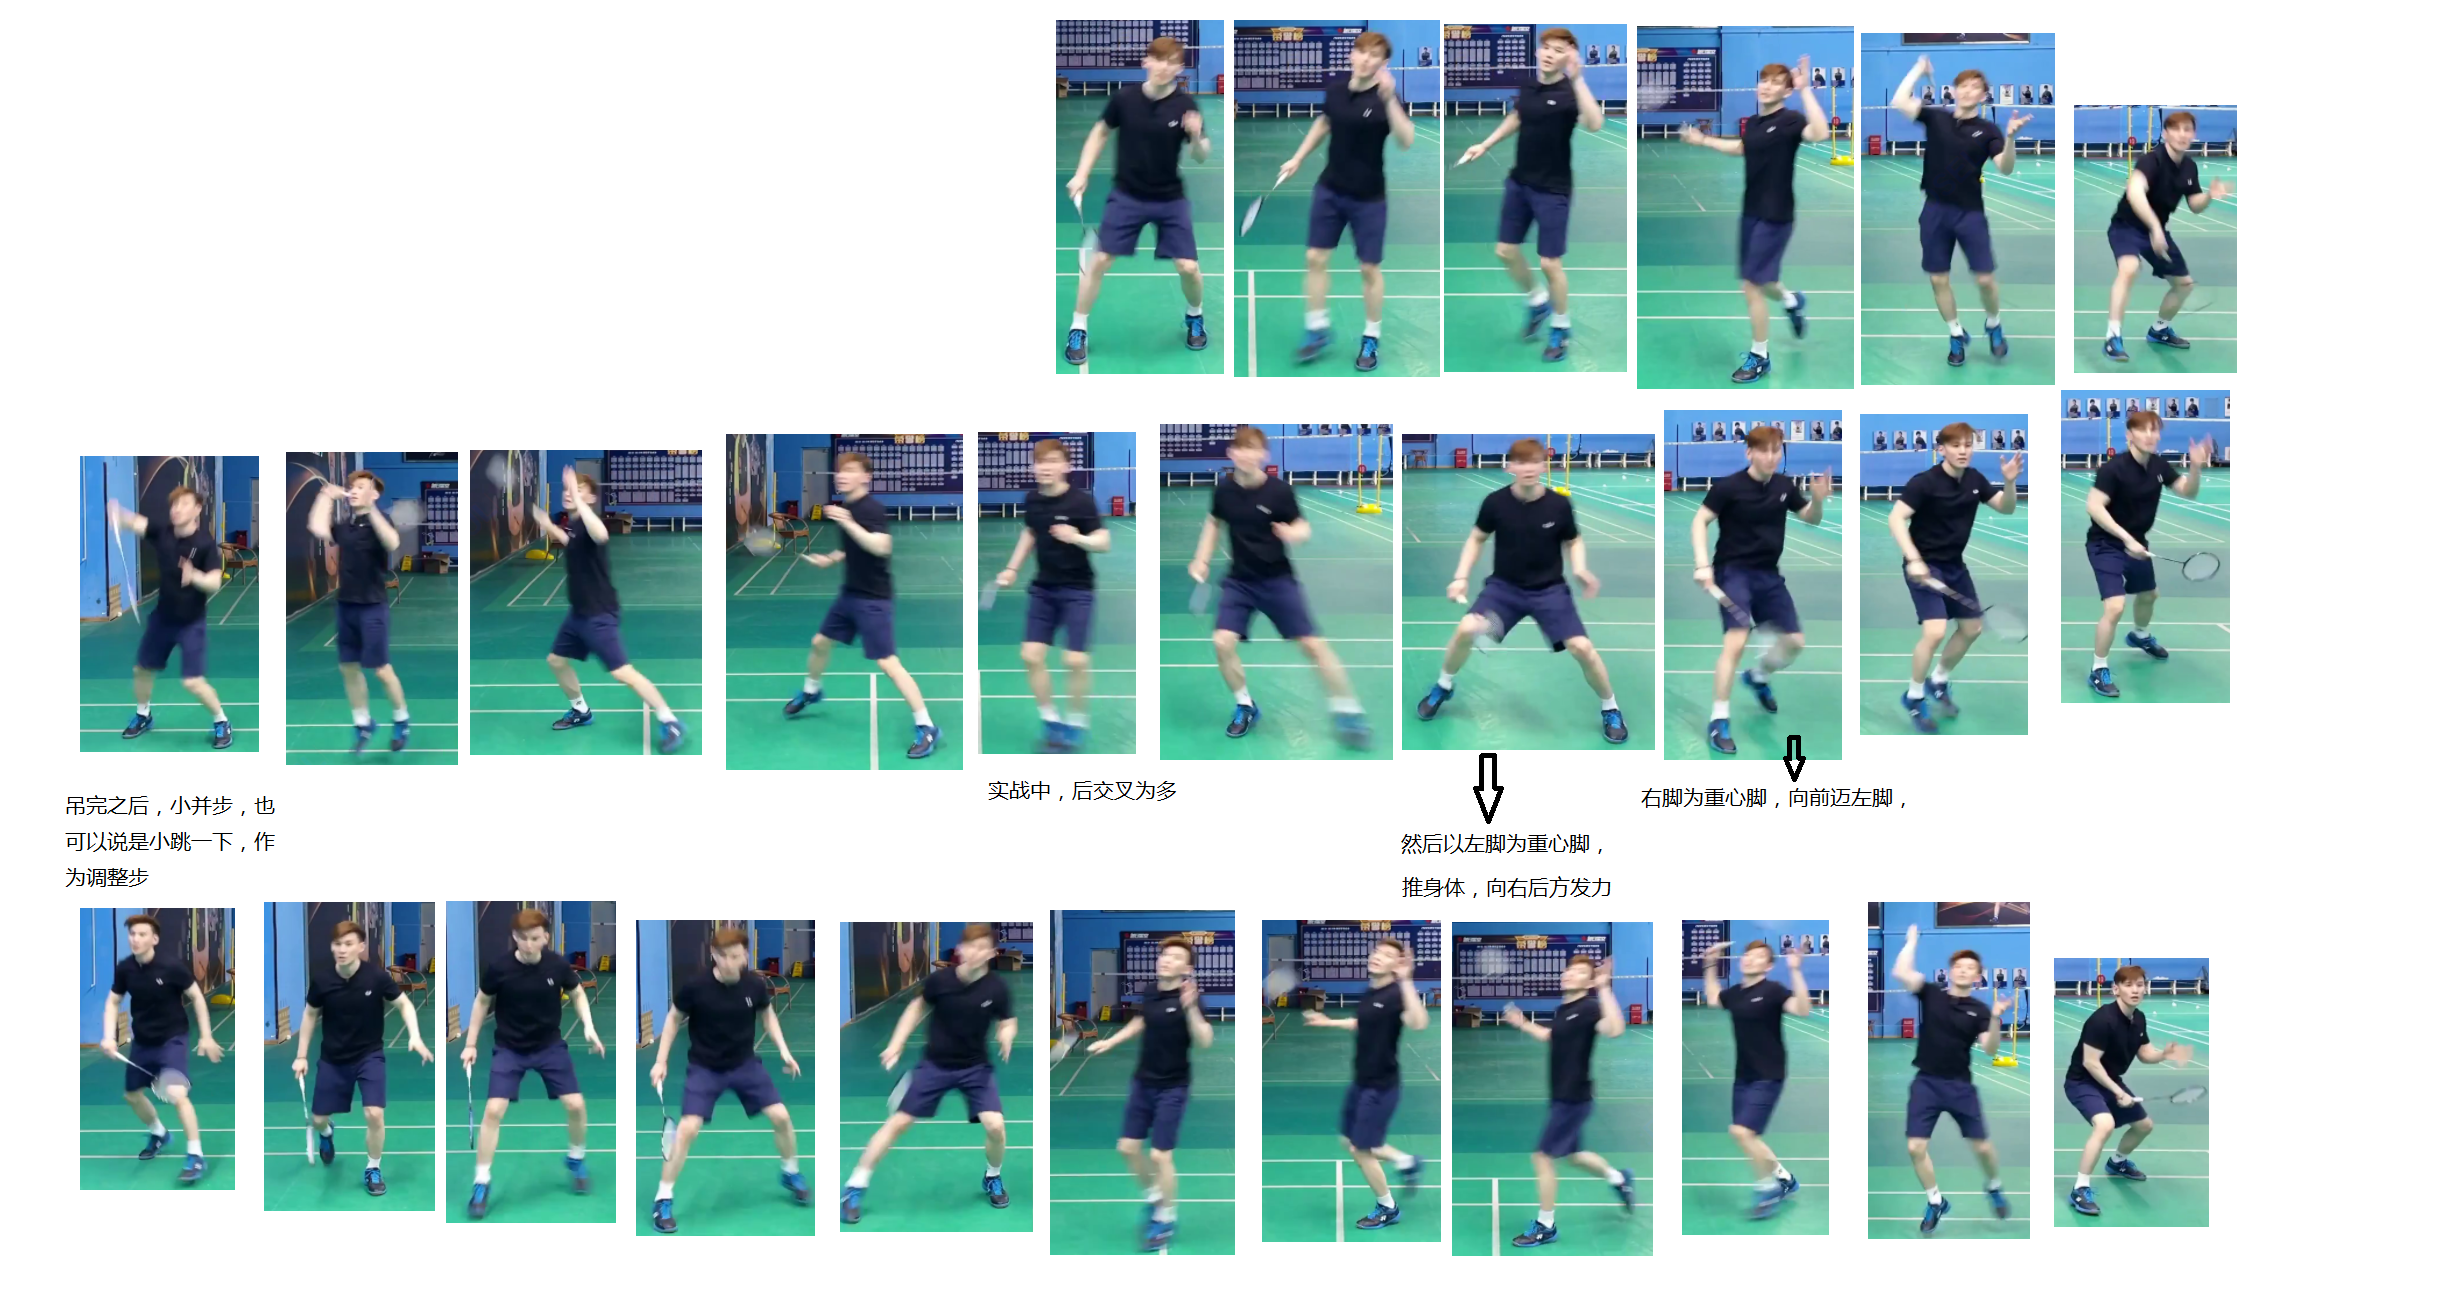 实战中，后交叉为多
右脚为重心脚，向前迈左脚，
吊完之后，小并步，也
可以说是小跳一下，作
为调整步
然后以左脚为重心脚，
推身体，向右后方发力